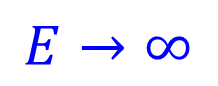 E → ∞